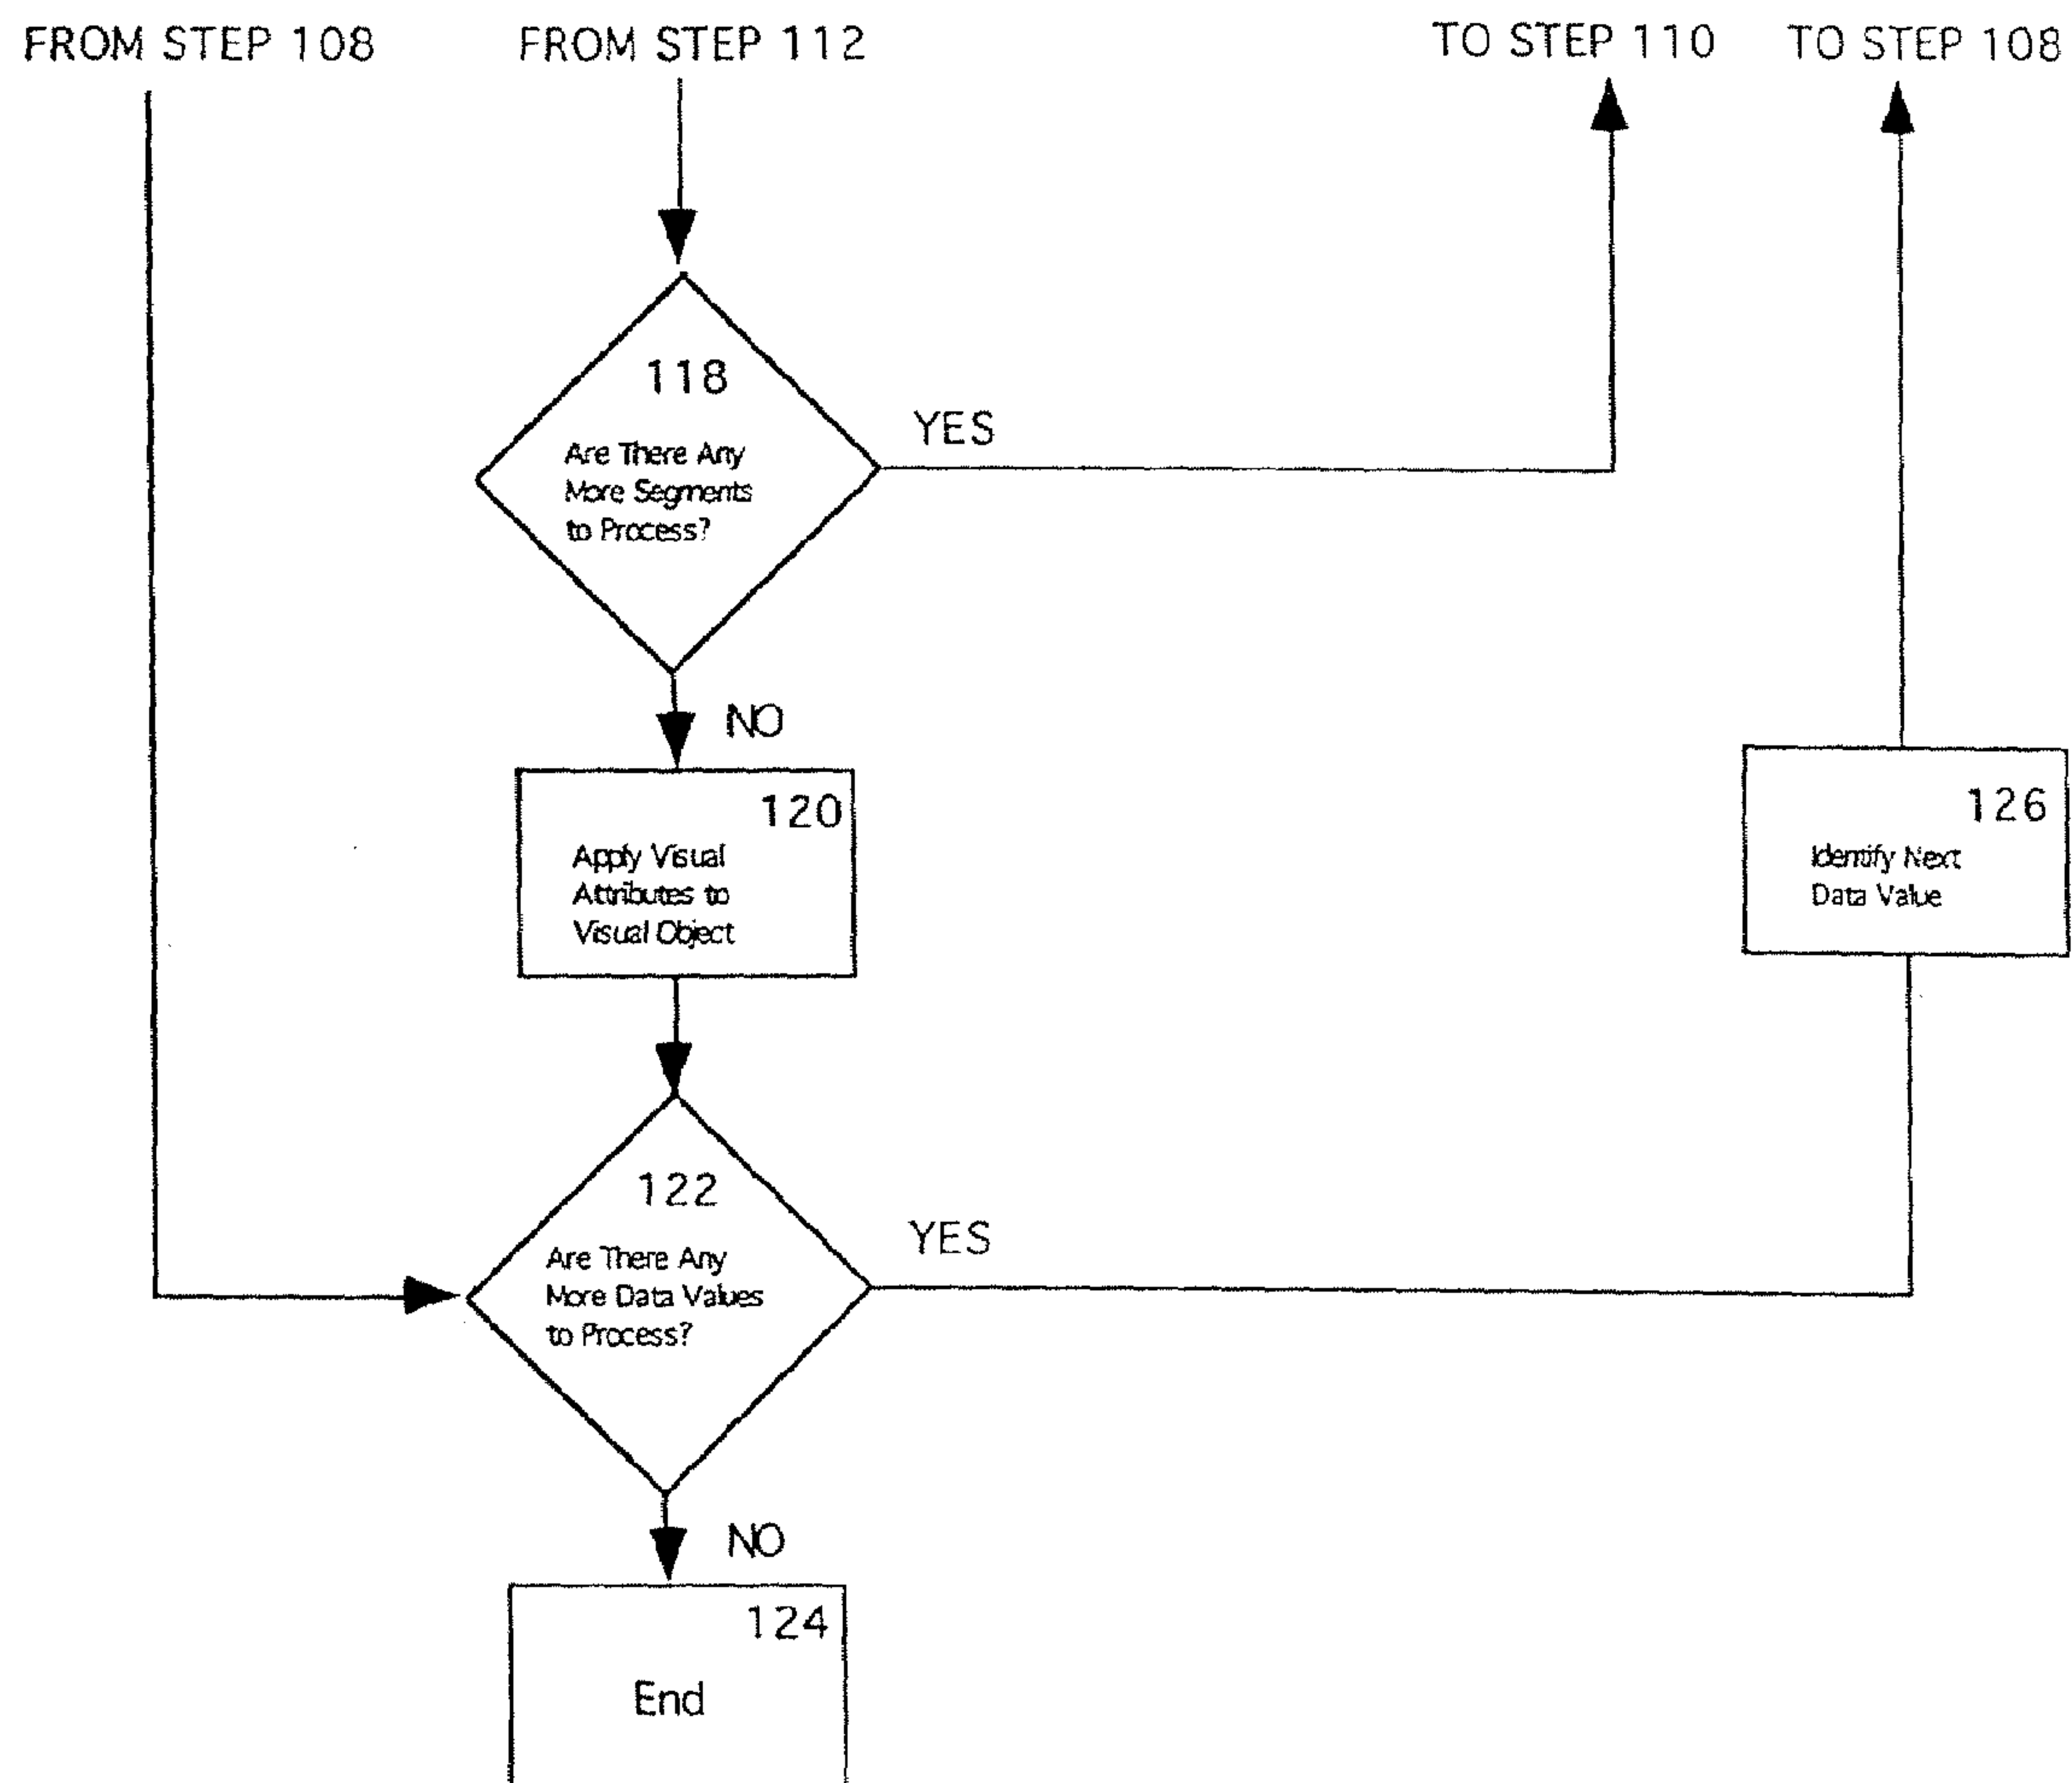 FROM STEP 108
FROM STEP 112
TO STEP 110
TO STEP 108
118
Are There Any
More Segments
to Process?
YES
NO
120
Apply Visual
Attributes to
Visual Object
126
Identify Next
Data Value
122
Are There Any
More Data Values
to Process?
YES
NO
124
End